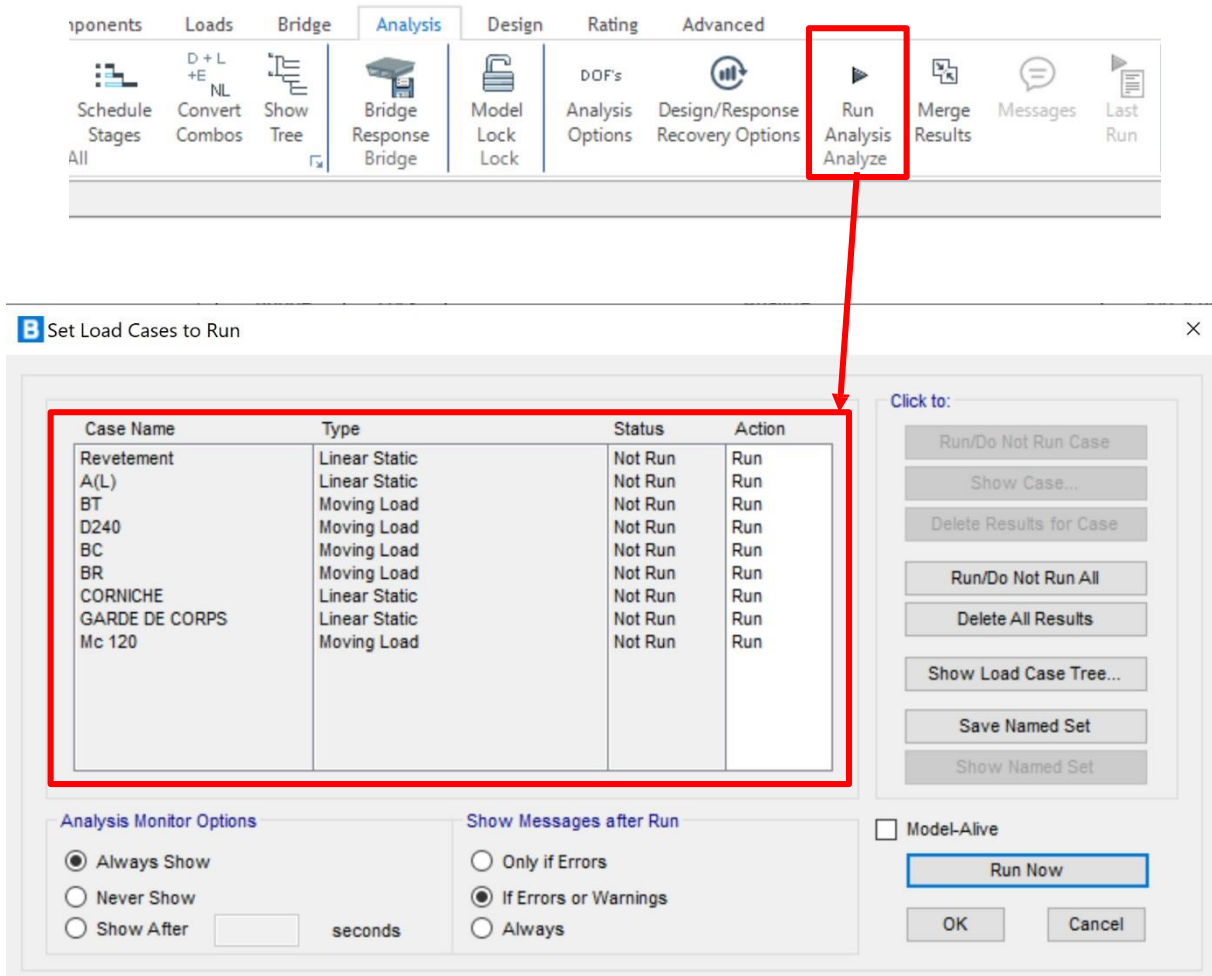 Loads Bridge Analysis Design Rating Advanced
D + L
+E
NL
DOF's
Schedule Convert Show Bridge Model Analysis Design/Response Run Merge Messages Last
Stages Combos Tree Response Lock Options Recovery Options Analysis Results Run
All Bridge Lock Analyze
B Set Load Cases to Run
Click to:
Case Name Type Status Action
Run/Do Not Run Case
Revetement Linear Static Not Run Run
A(L) Linear Static Not Run Run
Show Case...
BT Moving Load Not Run Run
D240 Moving Load Not Run Run
Delete Results for Case
BC Moving Load Not Run Run
BR Moving Load Not Run Run
Run/Do Not Run All
CORNICHE Linear Static Not Run Run
GARDE DE CORPS Linear Static Not Run Run
Delete All Results
Mc 120 Moving Load Not Run Run
Show Load Case Tree...
Save Named Set
Show Named Set
Analysis Monitor Options
Always Show
Never Show
Show After seconds
Show Messages after Run
Only if Errors
If Errors or Warnings
Always
Model-Alive
Run Now
OK Cancel